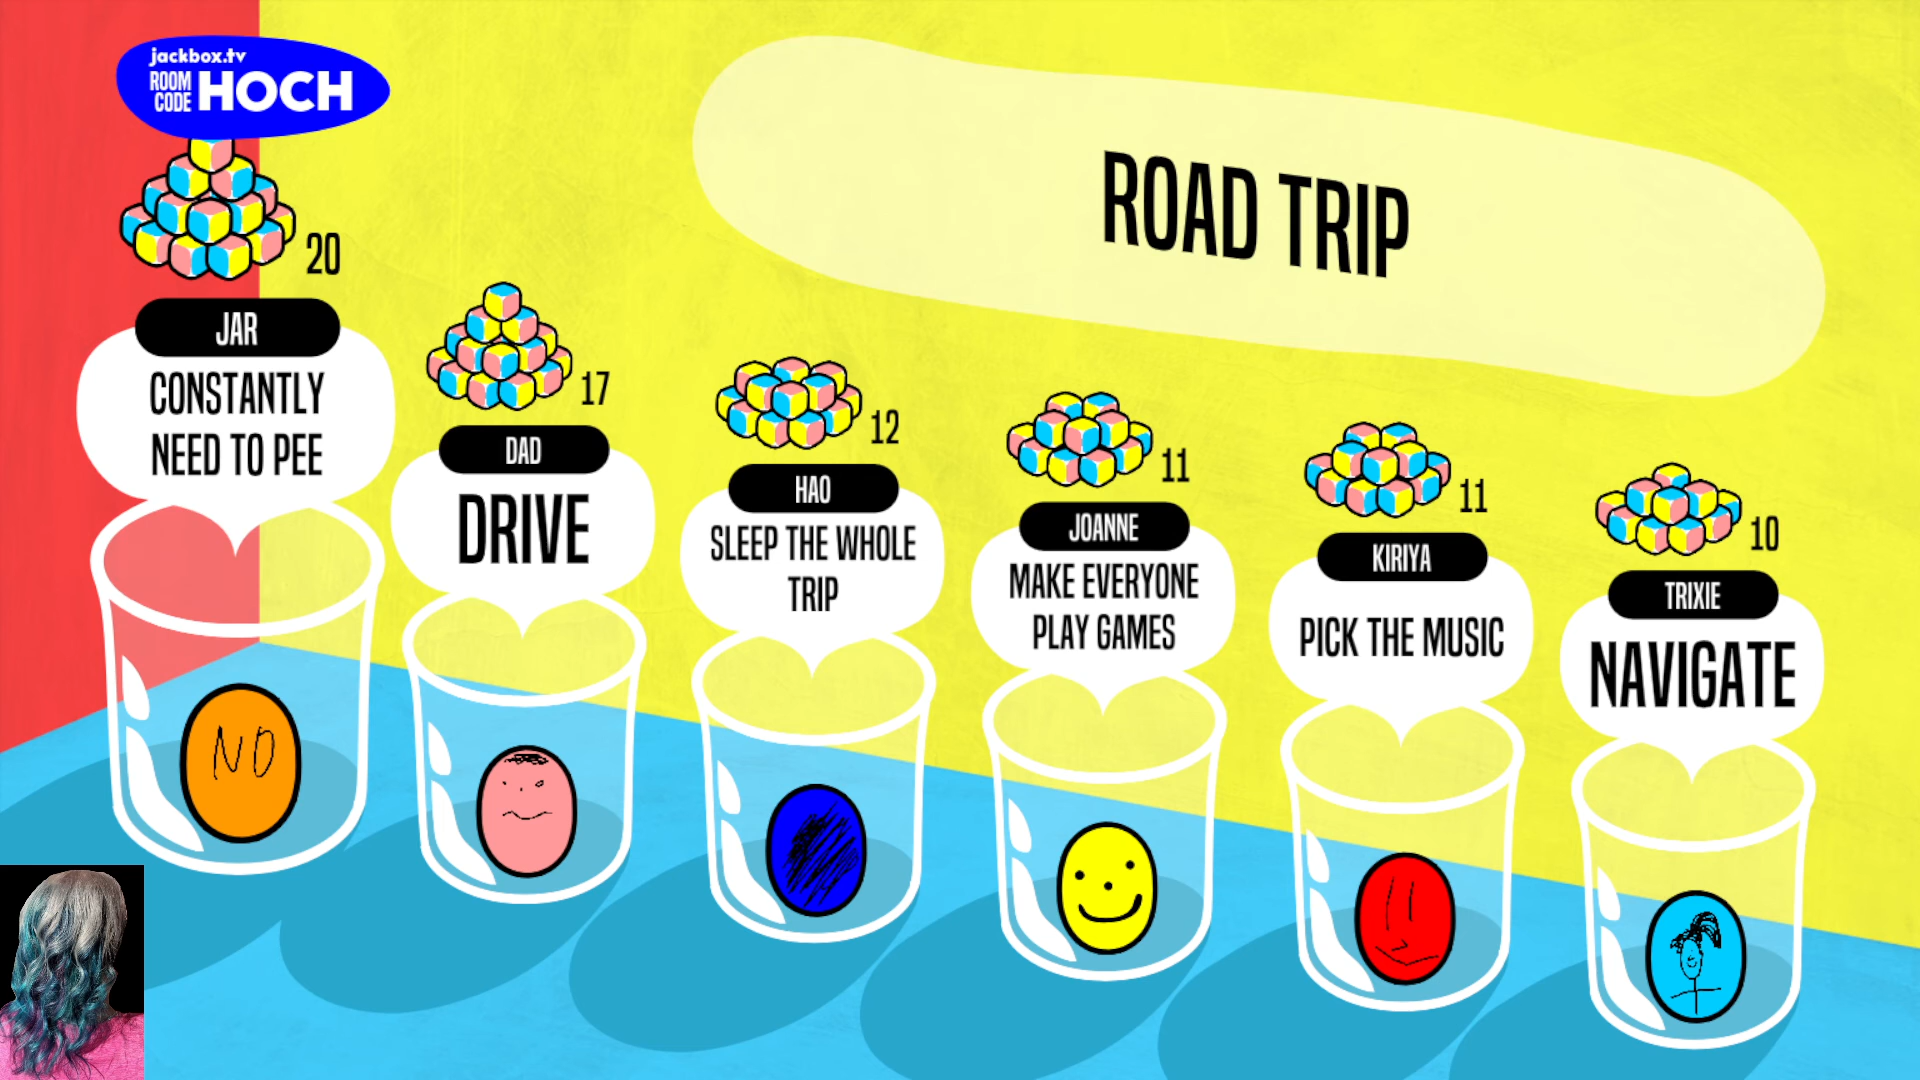 jackbox.tv
ROOM
CODE
HOCH
ROAD TRIP
20
JAR
CONSTANTLY
NEED TO PEE
NO
17
DAD
DRIVE
12
HAO
SLEEP THE WHOLE
TRIP
11
JOANNE
MAKE EVERYONE
PLAY GAMES
11
KIRIYA
PICK THE MUSIC
10
TRIXIE
NAVIGATE